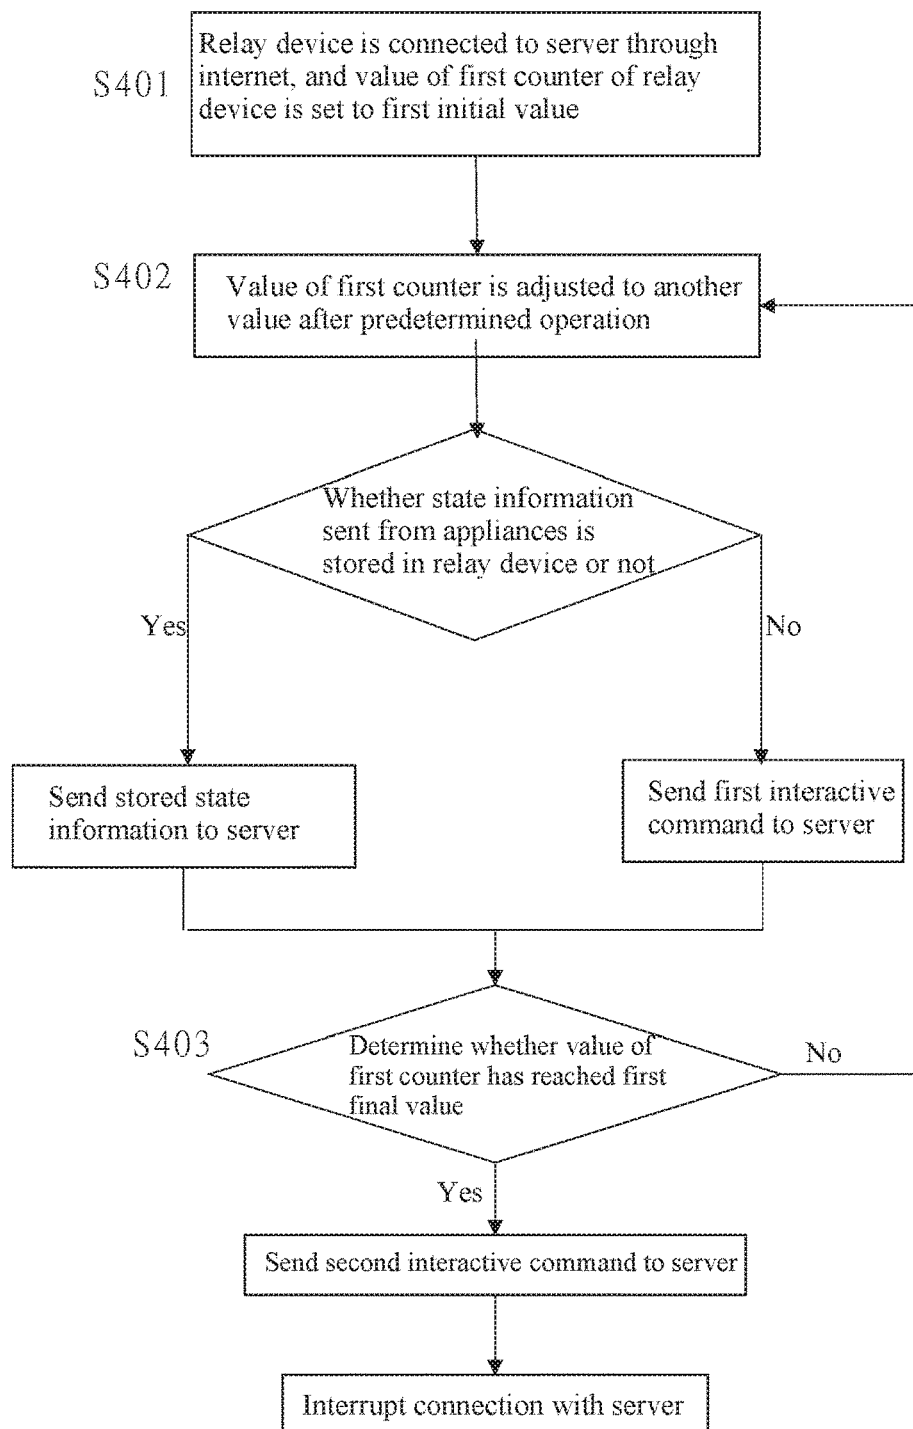 S401
Relay device is connected to server through
internet, and value of first counter of relay
device is set to first initial value
S402
Value of first counter is adjusted to another
value after predetermined operation
Whether state information
sent from appliances is
stored in relay device or not
Yes
No
Send stored state
information to server
Send first interactive
command to server
S403
Determine whether value of
first counter has reached first
final value
No
Yes
Send second interactive command to server
Interrupt connection with server